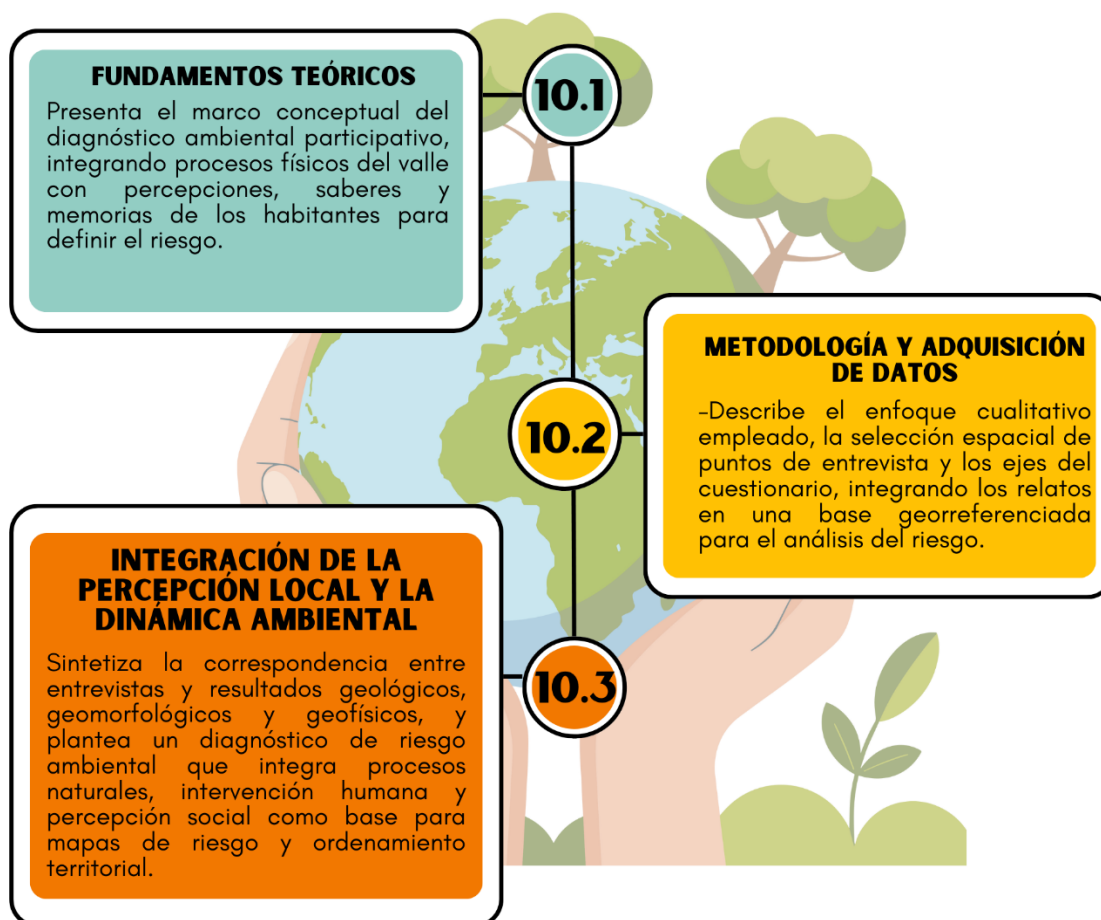 FUNDAMENTOS TEÓRICOS
Presenta el marco conceptual del
diagnóstico ambiental participativo,
integrando procesos físicos del valle
con percepciones, saberes y
memorias de los habitantes para
definir el riesgo.
10.1
METODOLOGÍA Y ADQUISICIÓN
DE DATOS
-Describe el enfoque cualitativo
empleado, la selección espacial de
puntos de entrevista y los ejes del
cuestionario, integrando los relatos
en una base georreferenciada
para el análisis del riesgo.
10.2
INTEGRACIÓN DE LA
PERCEPCIÓN LOCAL Y LA
DINÁMICA AMBIENTAL
Sintetiza la correspondencia entre
entrevistas y resultados geológicos,
geomorfológicos y geofísicos, y
plantea un diagnóstico de riesgo
ambiental que integra procesos
naturales, intervención humana y
percepción social como base para
mapas de riesgo y ordenamiento
territorial.
10.3